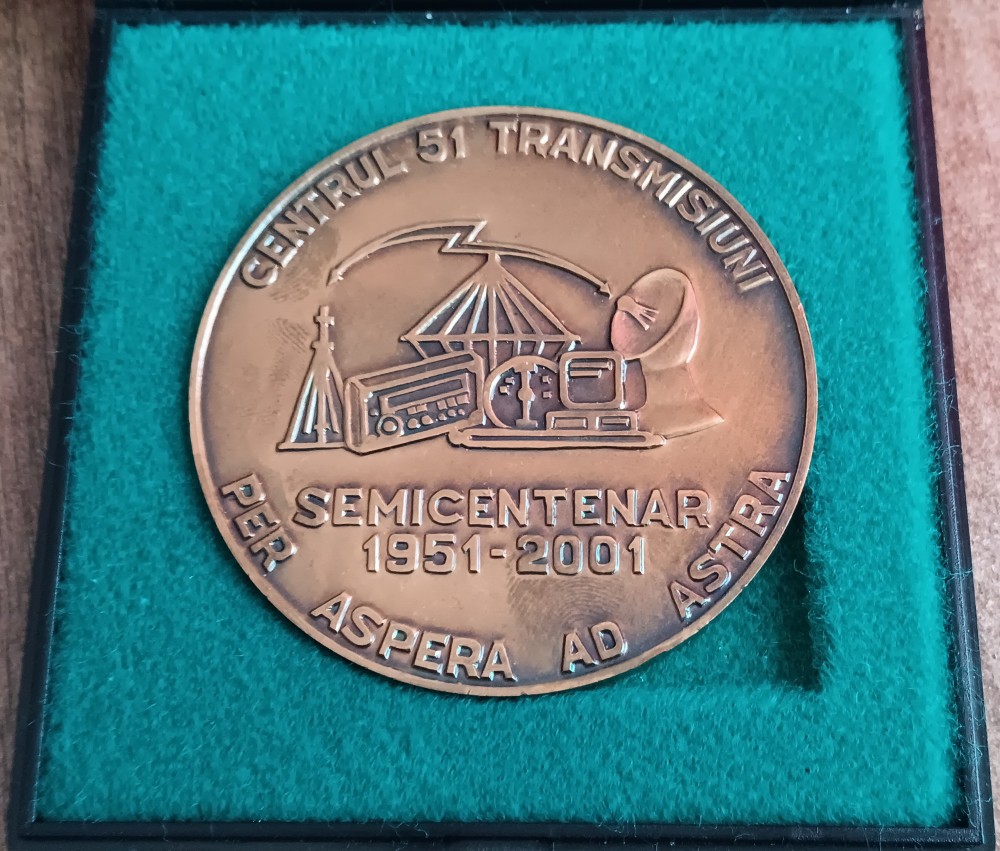 CENTRUL 51 TRANSMISIUNI
SEMICENTENAR
1951-2001
PER ASPERA AD ASTRA